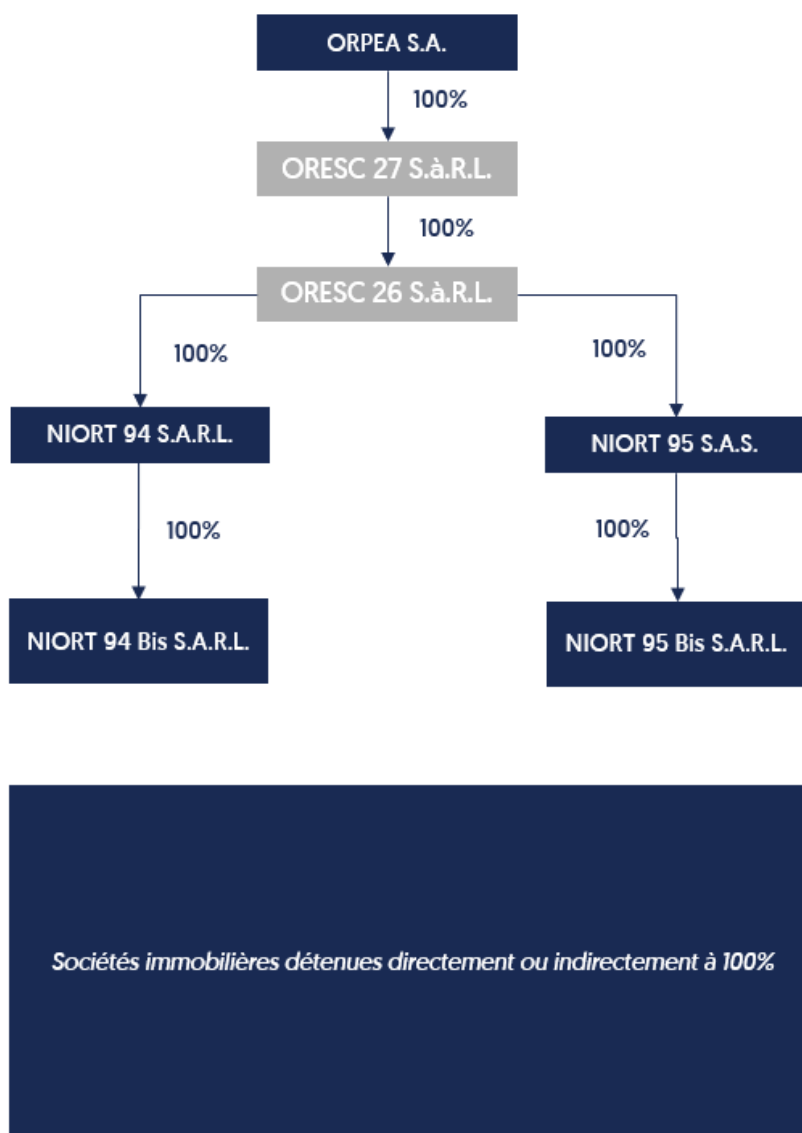 ORPEA S.A.
100%
ORESC 27 S.à.R.L.
100%
ORESC 26 S.à.R.L.
100%
100%
NIORT 94 S.A.R.L.
NIORT 95 S.A.S.
100%
100%
NIORT 94 Bis S.A.R.L.
NIORT 95 Bis S.A.R.L.
Sociétés immobilières détenues directement ou indirectement à 100%